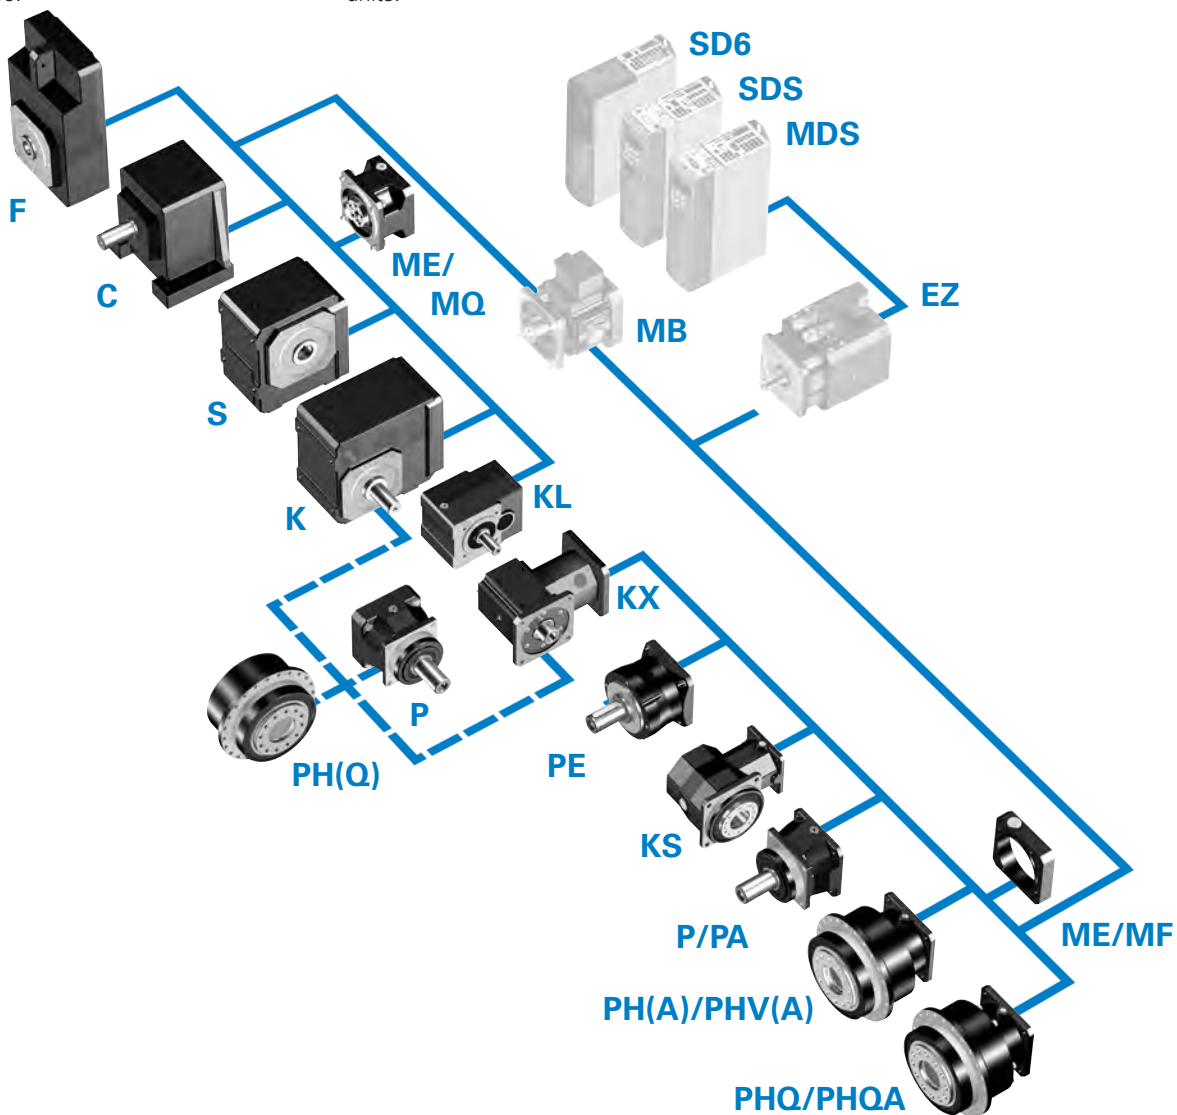 units.
SD6
SDS
MDS
F
ME/
MQ
C
EZ
MB
S
KL
K
KX
P
PH(Q)
PE
KS
P/PA
ME/MF
PH(A)/PHV(A)
PHQ/PHQA